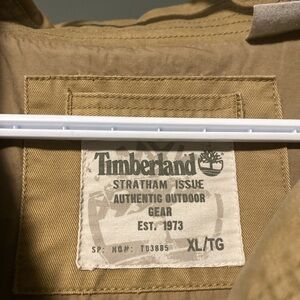 Timberland
STRATHAM ISSUE
AUTHENTIC OUTDOOR
GEAR
EST. 1973
XL/TG